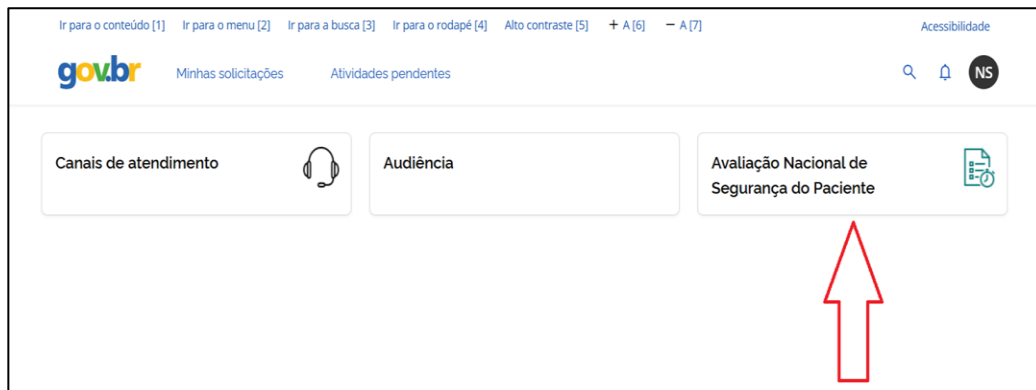 Ir para o conteúdo [1] Ir para o menu [2] Ir para a busca [3] Ir para o rodapé [4] Alto contraste [5] + A [6] − A [7] Acessibilidade
gov.br Minhas solicitações Atividades pendentes NS
Canais de atendimento
Audiência
Avaliação Nacional de
Segurança do Paciente